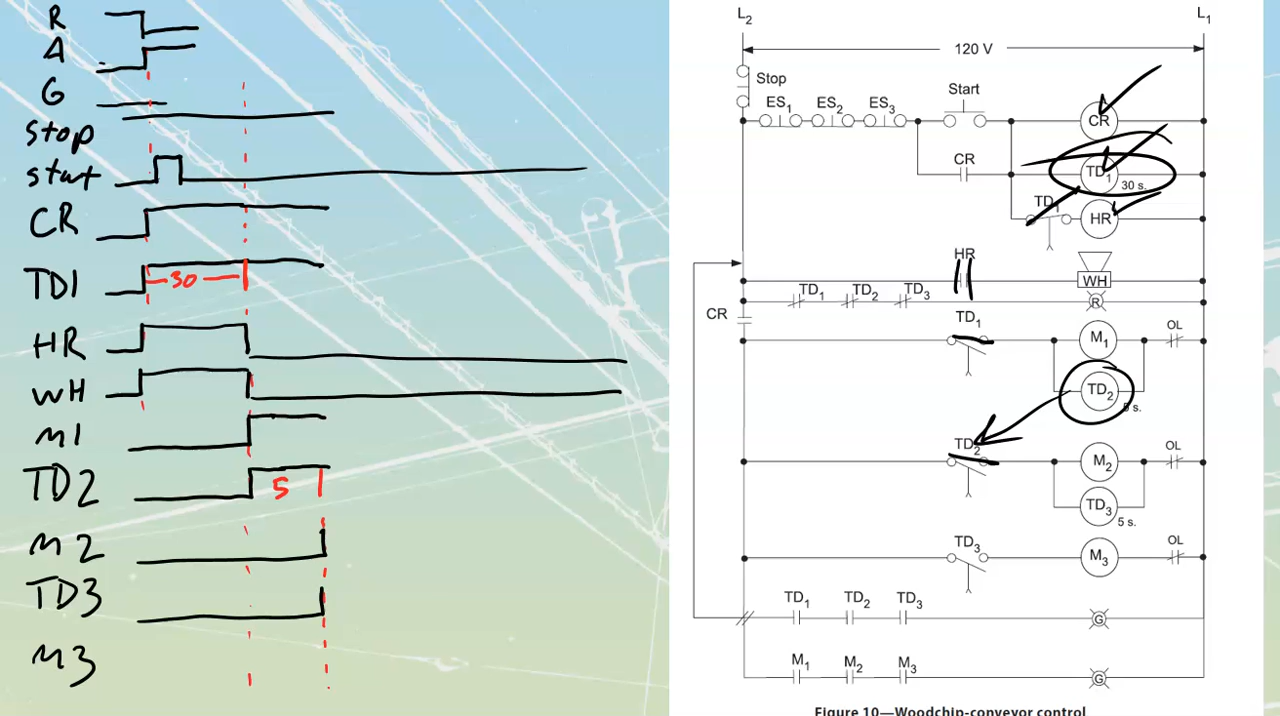 R
A
G
stop
start
CR
TD1
30
HR
WH
M1
TD2
5
M2
TD3
M3
L2
L1
120 V
Stop
ES1
ES2
ES3
Start
CR
CR
TD1
30 s.
TD1
HR
HR
WH
TD1
TD2
TD3
R
CR
TD1
M1
OL
TD2
5 s.
TD2
M2
OL
TD3
5 s.
TD3
M3
OL
TD1
TD2
TD3
G
M1
M2
M3
G
Figure 10—Woodchip-conveyor control